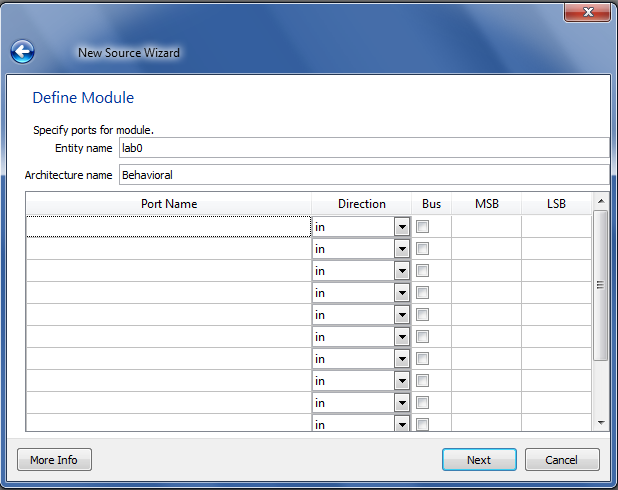 New Source Wizard
Define Module
Specify ports for module.
Entity name lab0
Architecture name Behavioral
Port Name Direction Bus MSB LSB
in
in
in
in
in
in
in
in
in
in
More Info Next Cancel